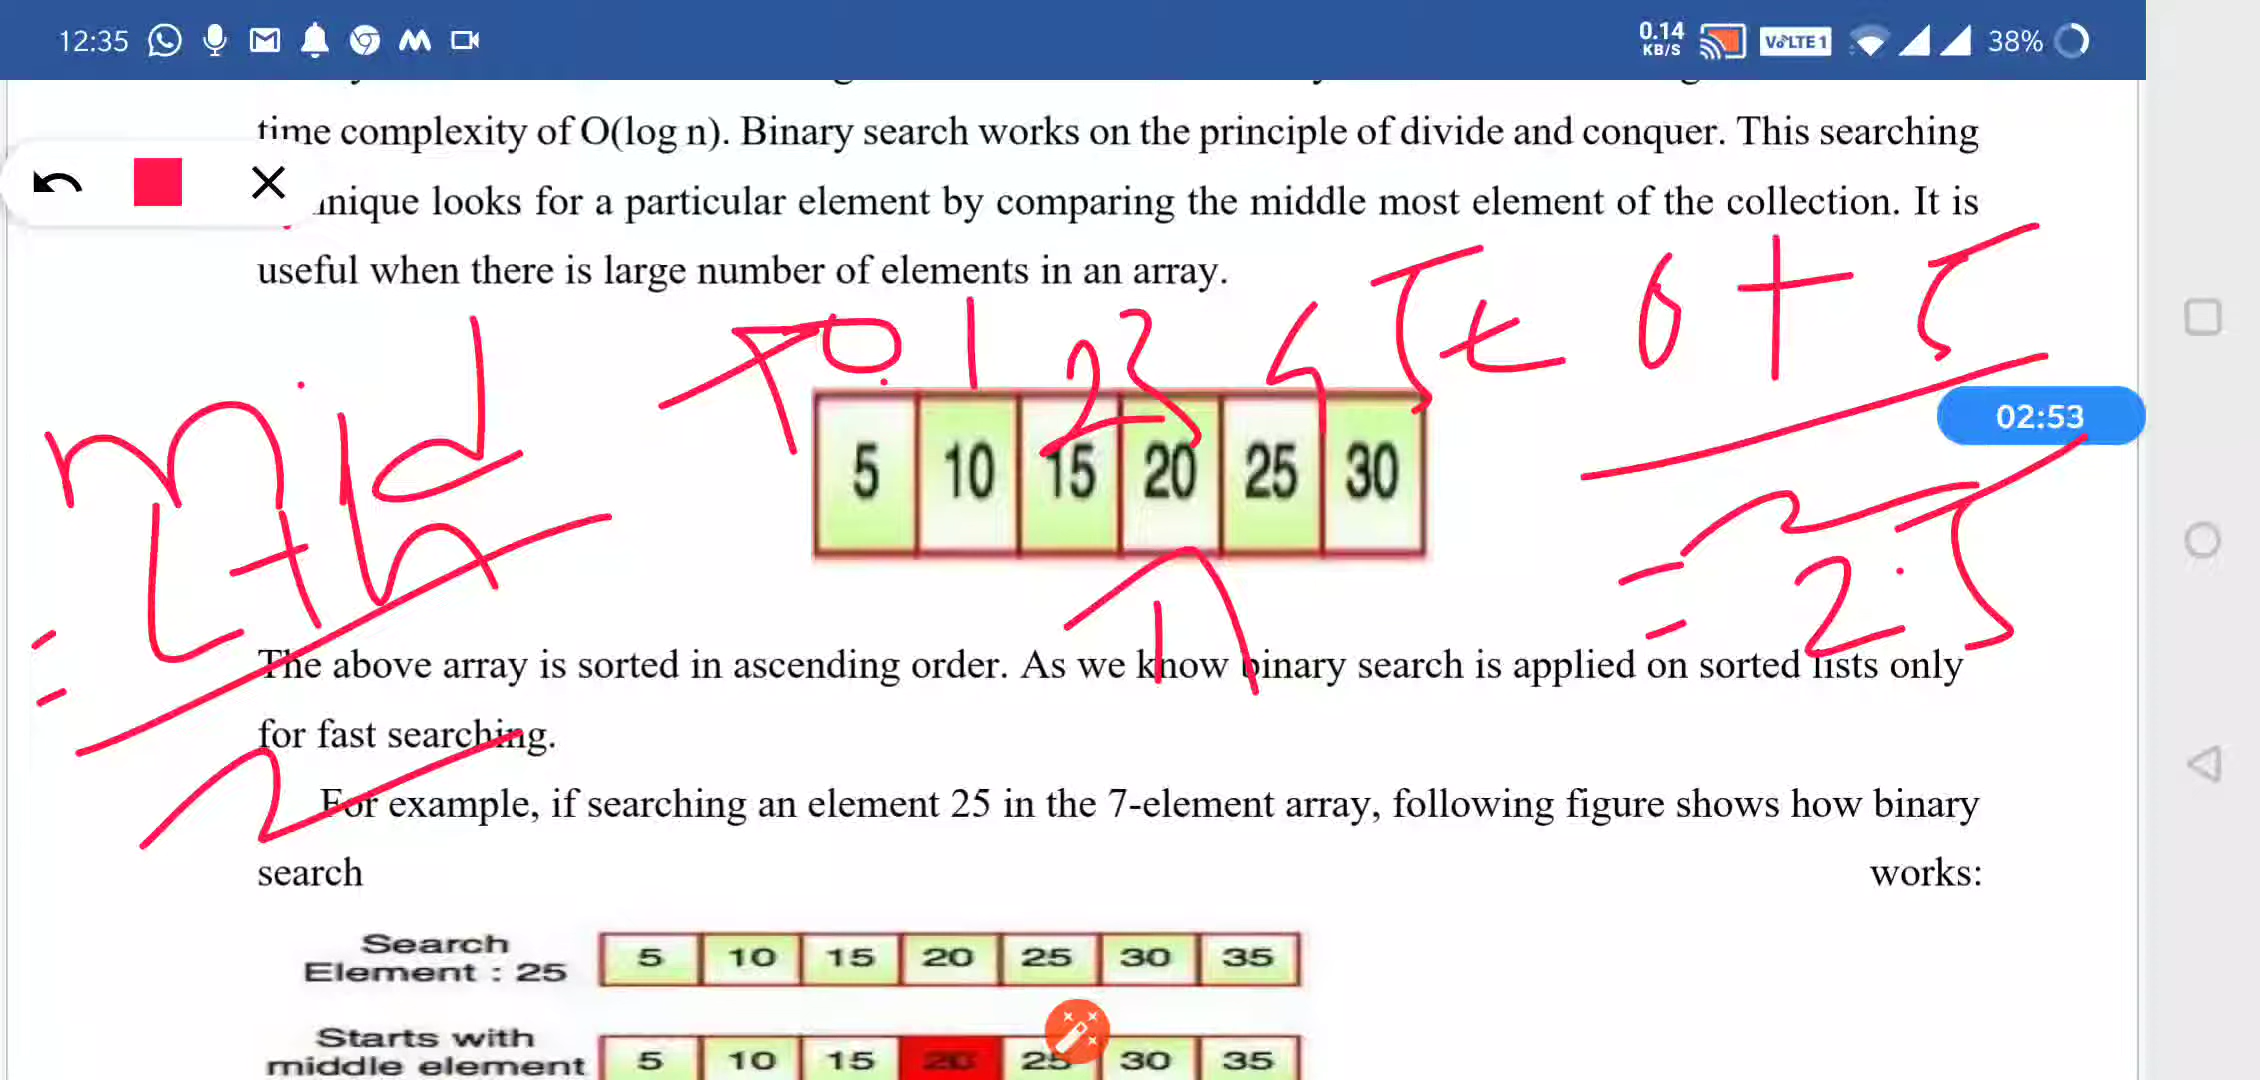 12:35 0.14 KB/S VoLTE 1 38%
time complexity of O(log n). Binary search works on the principle of divide and conquer. This searching
looks for a particular element by comparing the middle most element of the collection. It is
useful when there is large number of elements in an array.
0 1 2 3 4 5 0 + 5
mid
02:53
5 10 15 20 25 30
2
= L + h
= 2.5
The above array is sorted in ascending order. As we know binary search is applied on sorted lists only
for fast searching.
2
For example, if searching an element 25 in the 7-element array, following figure shows how binary
search works:
Search
Element : 25
5 10 15 20 25 30 35
Starts with
middle element
5 10 15 20 25 30 35